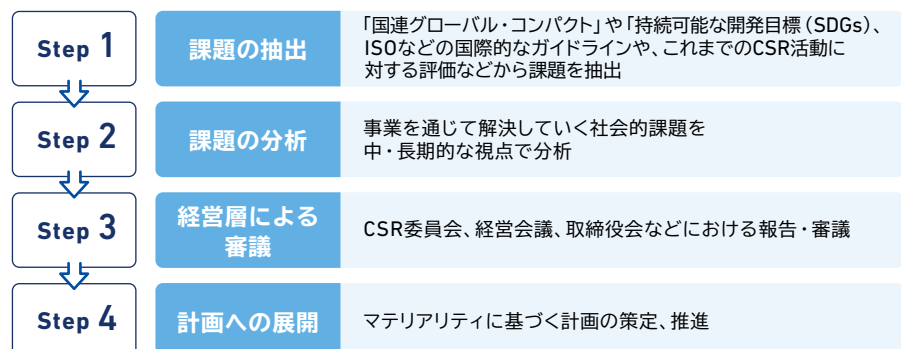 Step 1
課題の抽出
「国連グローバル・コンパクト」や「持続可能な開発目標（SDGs）、
ISOなどの国際的なガイドラインや、これまでのCSR活動に
対する評価などから課題を抽出
Step 2
課題の分析
事業を通じて解決していく社会的課題を
中・長期的な視点で分析
Step 3
経営層による
審議
CSR委員会、経営会議、取締役会などにおける報告・審議
Step 4
計画への展開
マテリアリティに基づく計画の策定、推進